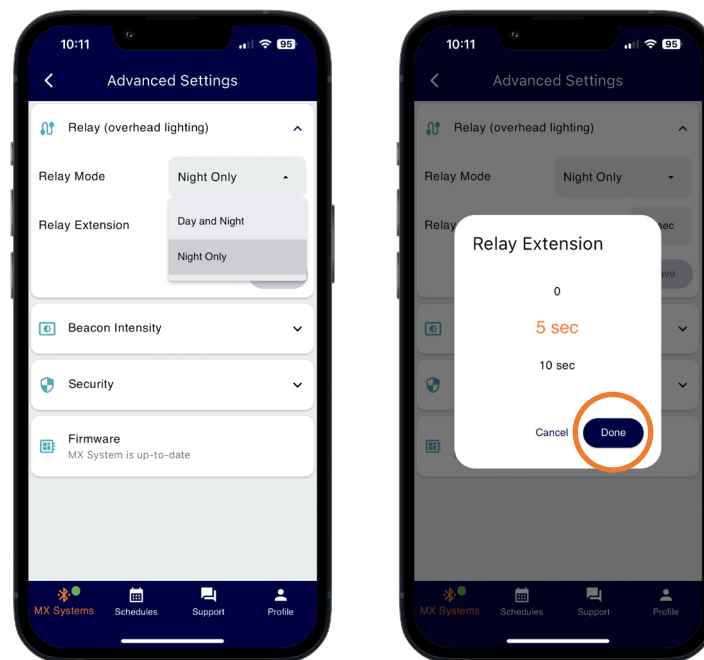 10:11
95
Advanced Settings
Relay (overhead lighting)
Relay Mode
Night Only
Relay Extension
Day and Night
Night Only
Beacon Intensity
Security
Firmware
MX System is up-to-date
MX Systems
Schedules
Support
Profile
10:11
95
Advanced Settings
Relay (overhead lighting)
Relay Mode
Night Only
Relay
sec
Relay Extension
0
5 sec
10 sec
Cancel
Done
MX Systems
Schedules
Support
Profile